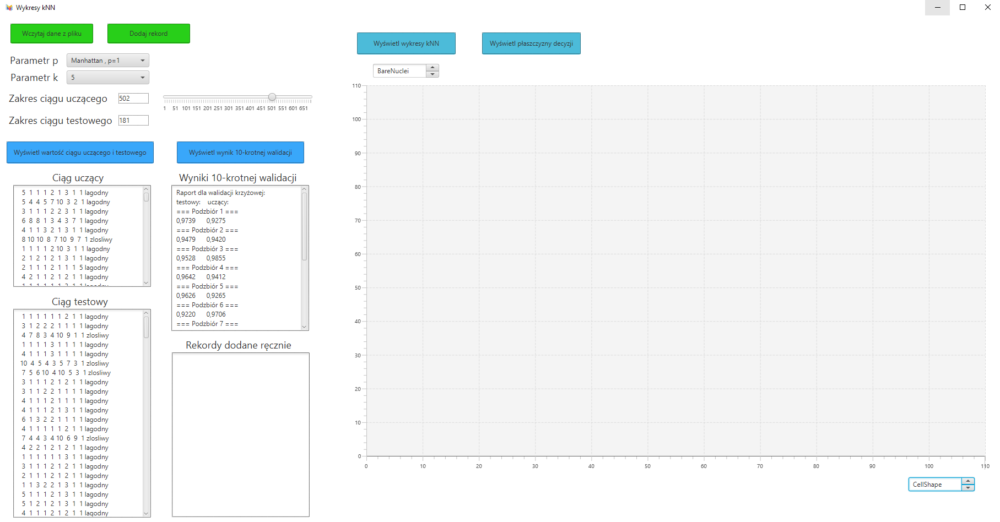 Wykresy kNN
Wczytaj dane z pliku
Dodaj rekord
Parametr p
Manhattan , p=1
Parametr k
5
Zakres ciągu uczącego
502
1 51 101 151 201 251 301 351 401 451 501 551 601 651
Zakres ciągu testowego
181
Wyświetl wartość ciągu uczącego i testowego
Wyświetl wynik 10-krotnej walidacji
Ciąg uczący
5 1 1 1 2 1 3 1 1 lagodny
5 4 4 5 7 10 3 2 1 lagodny
3 1 1 1 2 2 3 1 1 lagodny
6 8 8 1 3 4 3 7 1 lagodny
4 1 1 3 2 1 3 1 1 lagodny
8 10 10 8 7 10 9 7 1 zlosliwy
1 1 1 1 2 10 3 1 1 lagodny
2 1 2 1 2 1 3 1 1 lagodny
2 1 1 1 2 1 1 1 5 lagodny
4 2 1 1 2 1 2 1 1 lagodny
Ciąg testowy
1 1 1 1 1 1 2 1 1 lagodny
3 1 2 2 2 1 1 1 1 lagodny
4 7 8 3 4 10 9 1 1 zlosliwy
1 1 1 1 3 1 1 1 1 lagodny
4 1 1 1 3 1 1 1 1 lagodny
10 4 5 4 3 5 7 3 1 zlosliwy
7 5 6 10 4 10 5 3 1 zlosliwy
3 1 1 1 2 1 2 1 1 lagodny
3 1 1 2 2 1 1 1 1 lagodny
4 1 1 1 2 1 1 1 1 lagodny
4 1 1 1 2 1 3 1 1 lagodny
6 1 3 2 2 1 1 1 1 lagodny
4 1 1 1 1 1 2 1 1 lagodny
7 4 4 3 4 10 6 9 1 zlosliwy
4 2 2 1 2 1 2 1 1 lagodny
1 1 1 1 1 1 3 1 1 lagodny
3 1 1 1 2 1 2 1 1 lagodny
2 1 1 1 2 1 2 1 1 lagodny
1 1 3 2 2 1 3 1 1 lagodny
5 1 1 1 2 1 3 1 1 lagodny
5 1 2 1 2 1 3 1 1 lagodny
4 1 1 1 2 1 2 1 1 lagodny
Wyniki 10-krotnej walidacji
Raport dla walidacji krzyżowej:
testowy: uczący:
=== Podzbiór 1 ===
0,9739 0,9275
=== Podzbiór 2 ===
0,9479 0,9420
=== Podzbiór 3 ===
0,9528 0,9855
=== Podzbiór 4 ===
0,9642 0,9412
=== Podzbiór 5 ===
0,9626 0,9265
=== Podzbiór 6 ===
0,9220 0,9706
=== Podzbiór 7 ===
Rekordy dodane ręcznie
Wyświetl wykresy kNN
Wyświetl płaszczyzny decyzji
BareNuclei
110
100
90
80
70
60
50
40
30
20
10
0
0 10 20 30 40 50 60 70 80 90 100 110
CellShape